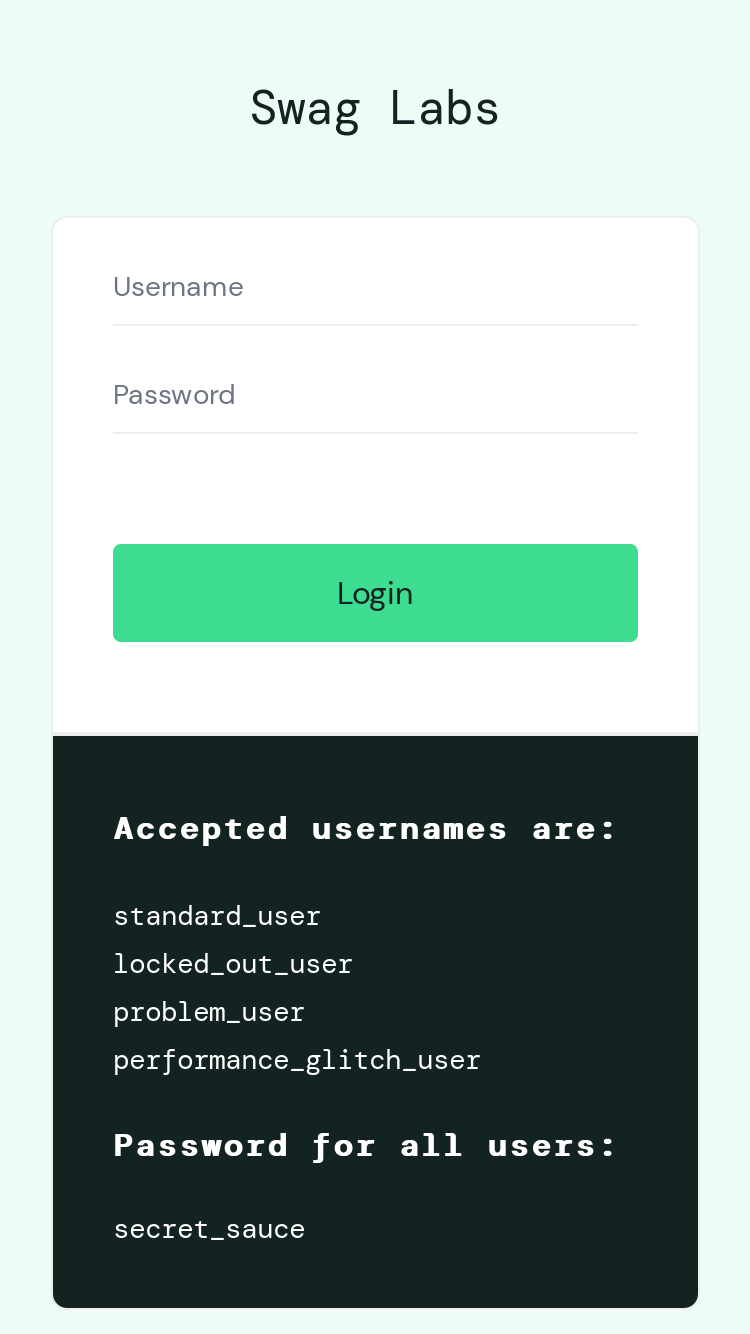 Swag Labs
Username
Password
Login
Accepted usernames are:
standard_user
locked_out_user
problem_user
performance_glitch_user
Password for all users:
secret_sauce